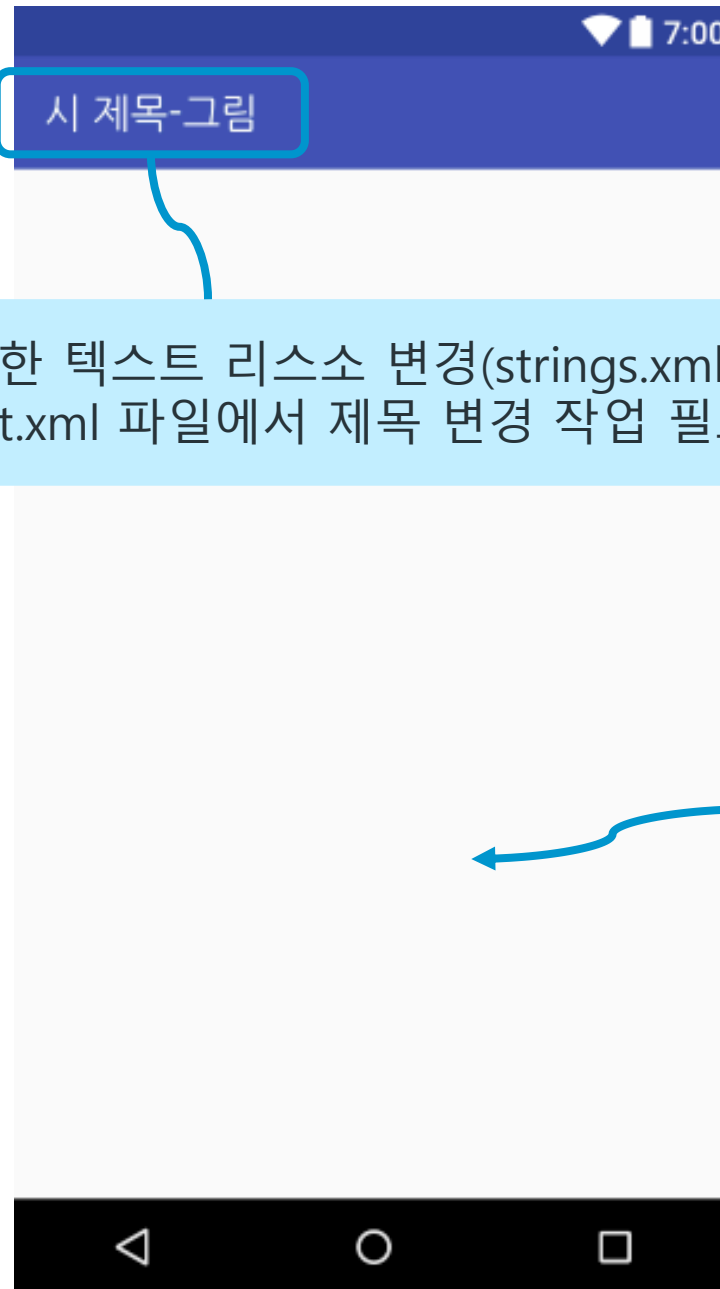 7:00
시 제목-그림
한 텍스트 리스소 변경(strings.xml
t.xml 파일에서 제목 변경 작업